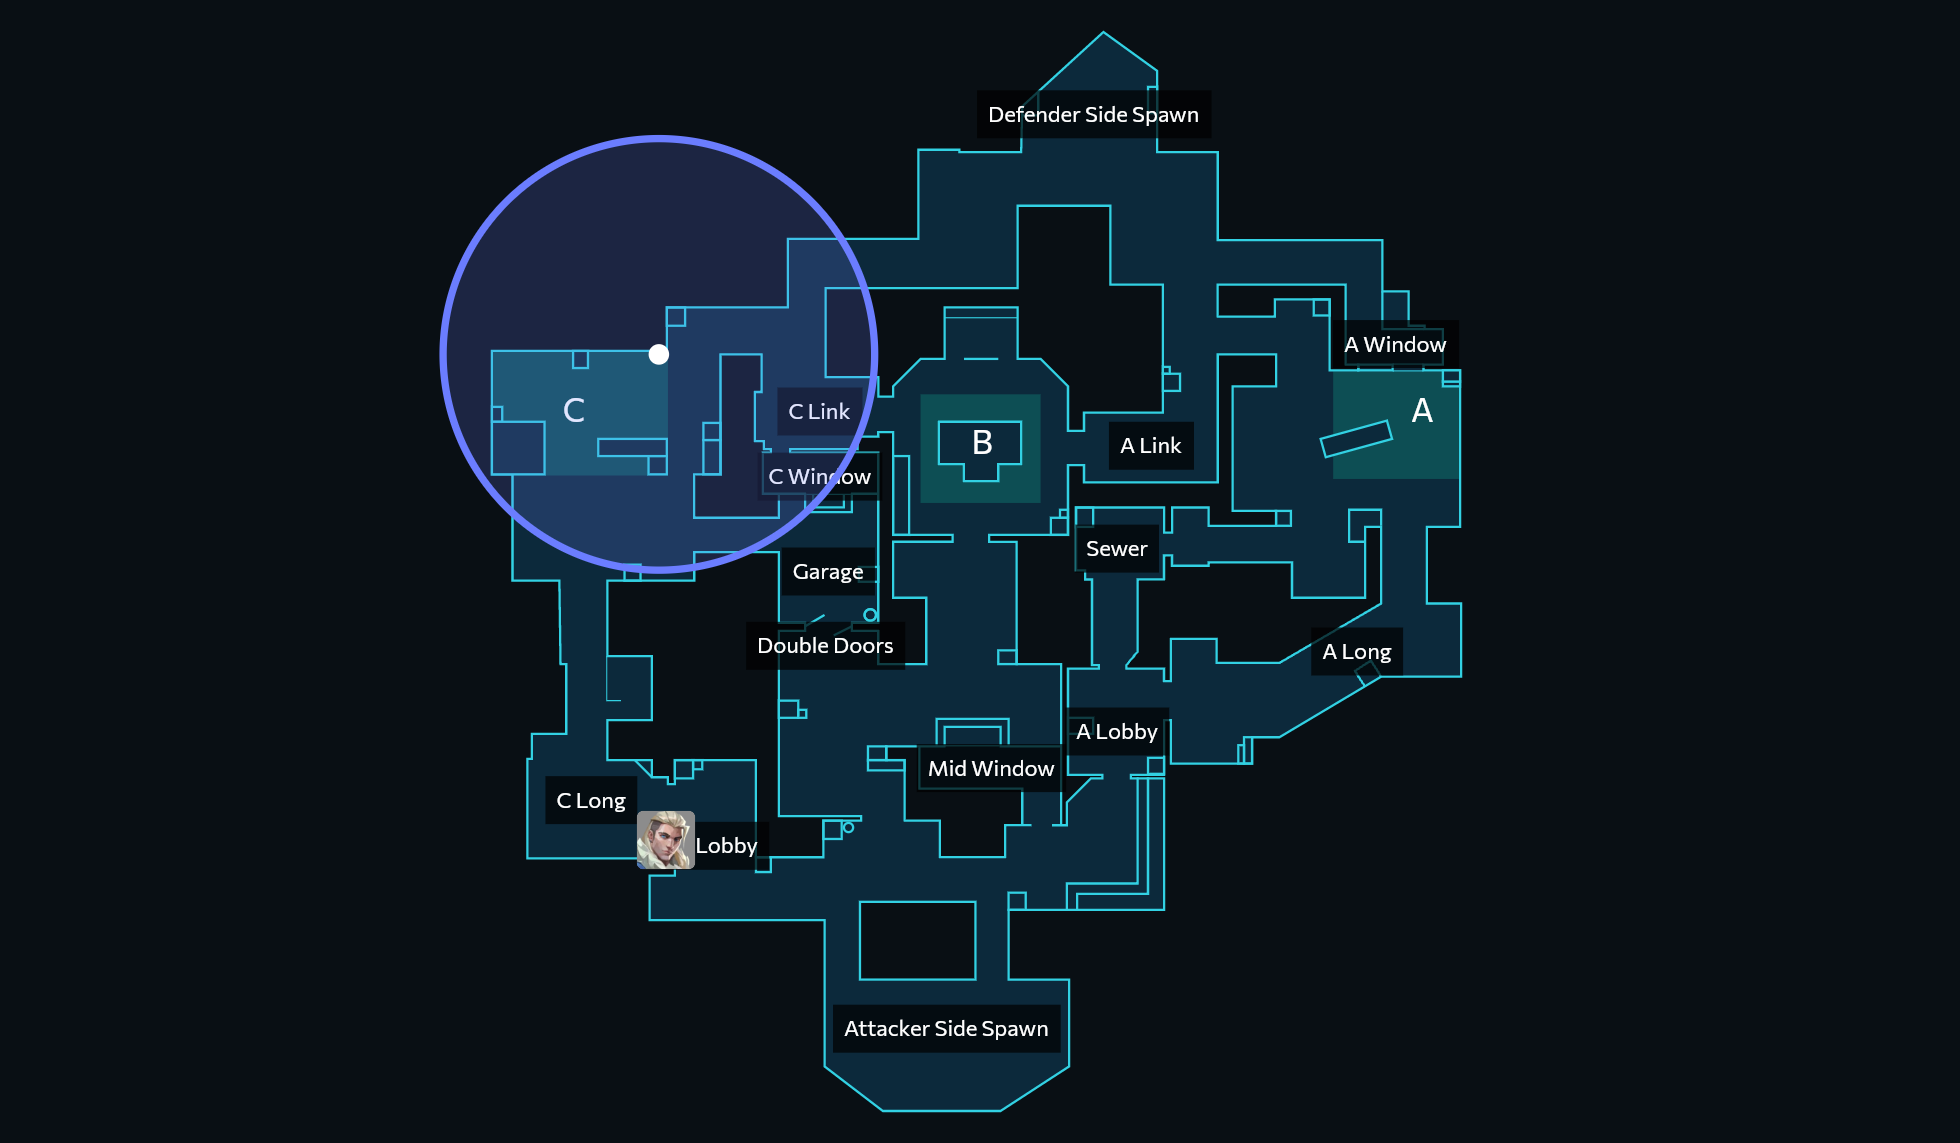 Defender Side Spawn
A Window
C
C Link
B
A Link
A
C Window
Sewer
Garage
Double Doors
A Long
A Lobby
Mid Window
C Long
Lobby
Attacker Side Spawn